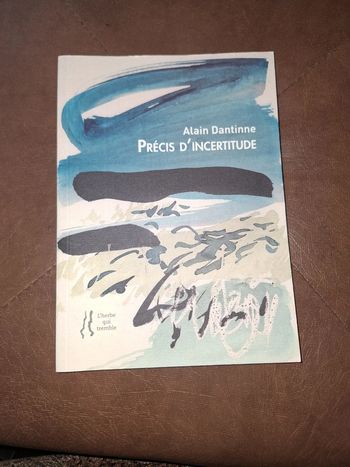 Alain Dantinne
PRÉCIS D'INCERTITUDE
L'herbe
qui
tremble